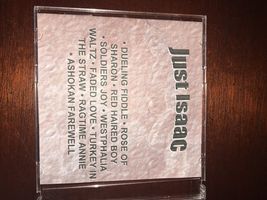 Just Isaac
• DUELING FIDDLE • ROSE OF
SHARON • RED HAIRED BOY
• SOLDIERS JOY • WESTPHALIA
WALTZ • FADED LOVE • TURKEY IN
THE STRAW • RAGTIME ANNIE
• ASHOKAN FAREWELL •